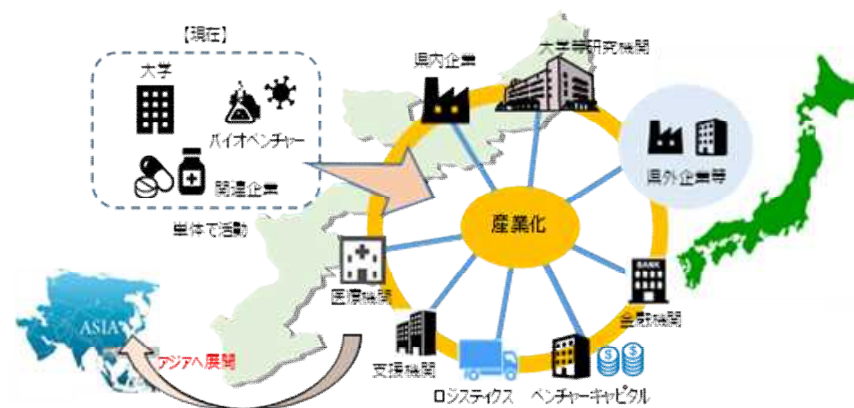 【現在】
大学
バイオベンチャー
関連企業
単体で活動
県内企業
大学等研究機関
県外企業等
産業化
医療機関
BANK
金融機関
支援機関
ロジスティクス
ベンチャーキャピタル
ASIA
アジアへ展開